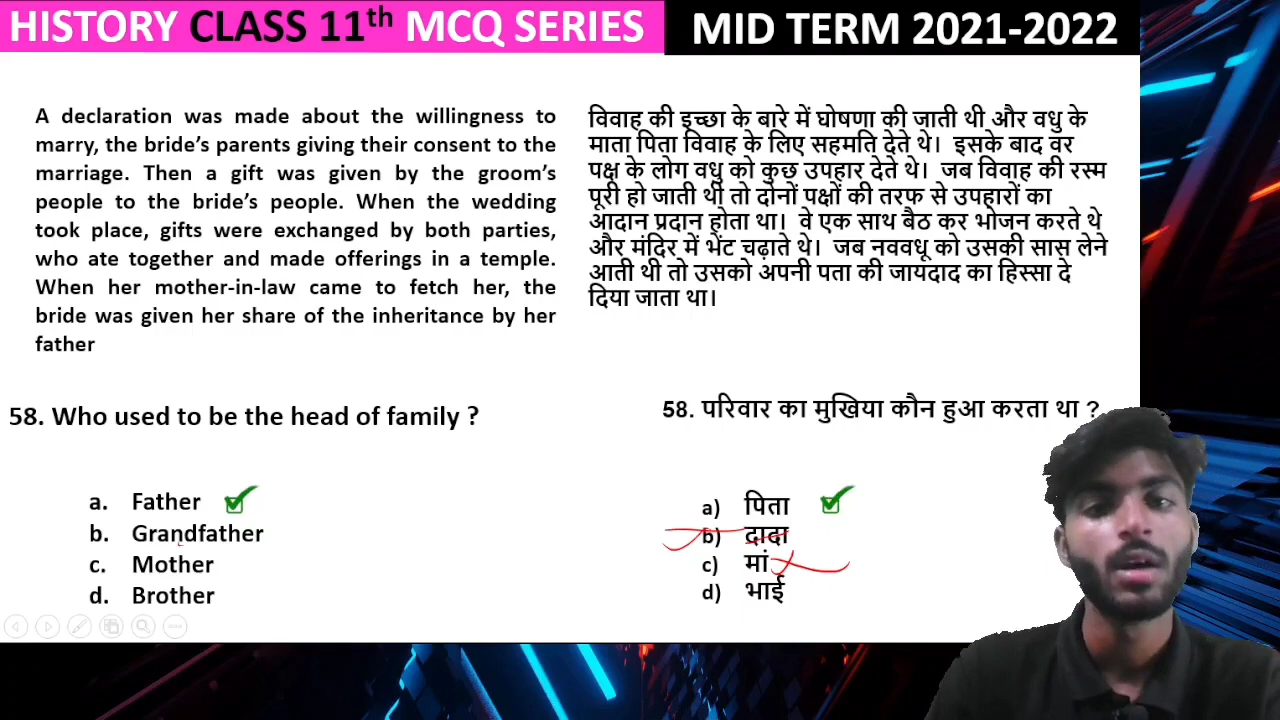 HISTORY CLASS 11th MCQ SERIES
MID TERM 2021-2022
A declaration was made about the willingness to
marry, the bride's parents giving their consent to the
marriage. Then a gift was given by the groom's
people to the bride's people. When the wedding
took place, gifts were exchanged by both parties,
who ate together and made offerings in a temple.
When her mother-in-law came to fetch her, the
bride was given her share of the inheritance by her
father
विवाह की इच्छा के बारे में घोषणा की जाती थी और वधु के
माता पिता विवाह के लिए सहमति देते थे। इसके बाद वर
पक्ष के लोग वधु को कुछ उपहार देते थे। जब विवाह की रस्म
पूरी हो जाती थी तो दोनों पक्षों की तरफ से उपहारों का
आदान प्रदान होता था। वे एक साथ बैठ कर भोजन करते थे
और मंदिर में भेंट चढ़ाते थे। जब नववधू को उसकी सास लेने
आती थी तो उसको अपनी पता की जायदाद का हिस्सा दे
दिया जाता था।
58. Who used to be the head of family ?
a. Father
b. Grandfather
c. Mother
d. Brother
58. परिवार का मुखिया कौन हुआ करता था ?
a) पिता
b) दादा
c) मां
d) भाई